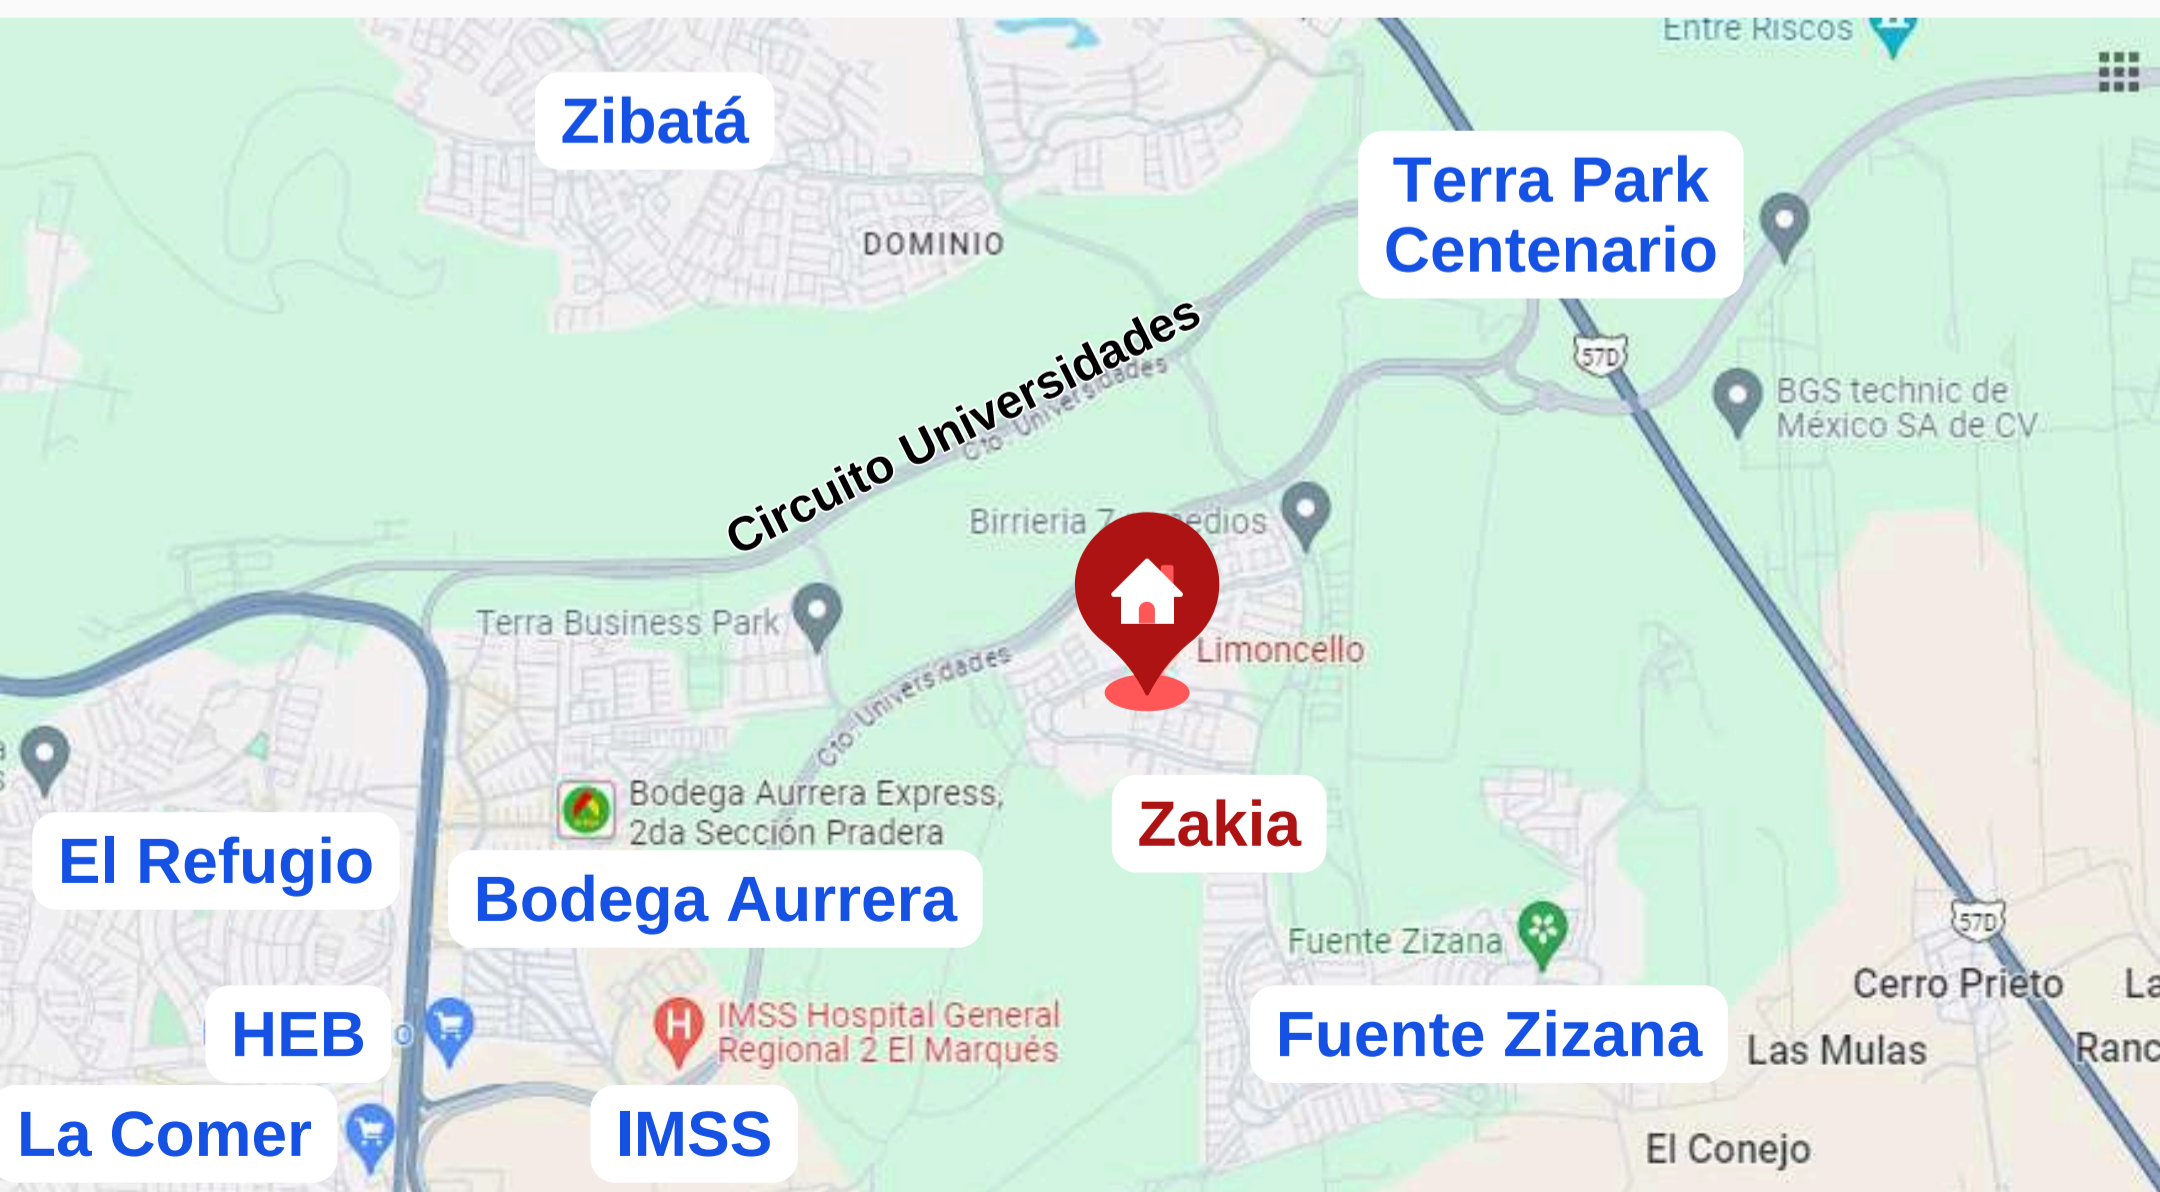 Entre Riscos
Zibatá
Terra Park
Centenario
DOMINIO
57D
Circuito Universidades
Cto. Universidades
BGS technic de
México SA de CV
Birrieria 7
edios
Terra Business Park
Limoncello
Cto. Universidades
Bodega Aurrera Express,
2da Sección Pradera
Zakia
El Refugio
Bodega Aurrera
57D
Fuente Zizana
Cerro Prieto
HEB
IMSS Hospital General
Regional 2 El Marqués
Fuente Zizana
Las Mulas
La Comer
IMSS
El Conejo